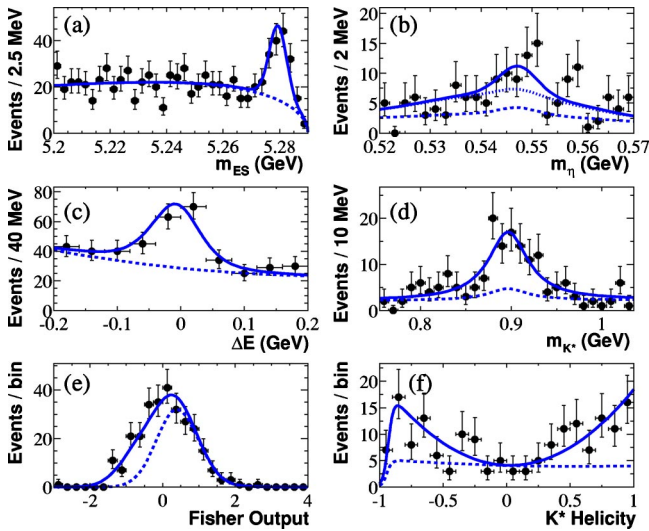 (a)
Events / 2.5 MeV
40
20
0
5.2 5.22 5.24 5.26 5.28
mES (GeV)
(b)
Events / 2 MeV
15
10
5
0
0.52 0.53 0.54 0.55 0.56 0.57
mη (GeV)
(c)
Events / 40 MeV
80
60
40
20
0
-0.2 -0.1 0 0.1 0.2
ΔE (GeV)
(d)
Events / 10 MeV
20
10
0
0.8 0.9 1
mK* (GeV)
(e)
Events / bin
40
20
0
-2 0 2 4
Fisher Output
(f)
Events / bin
25
20
15
10
5
0
-1 -0.5 0 0.5 1
K* Helicity